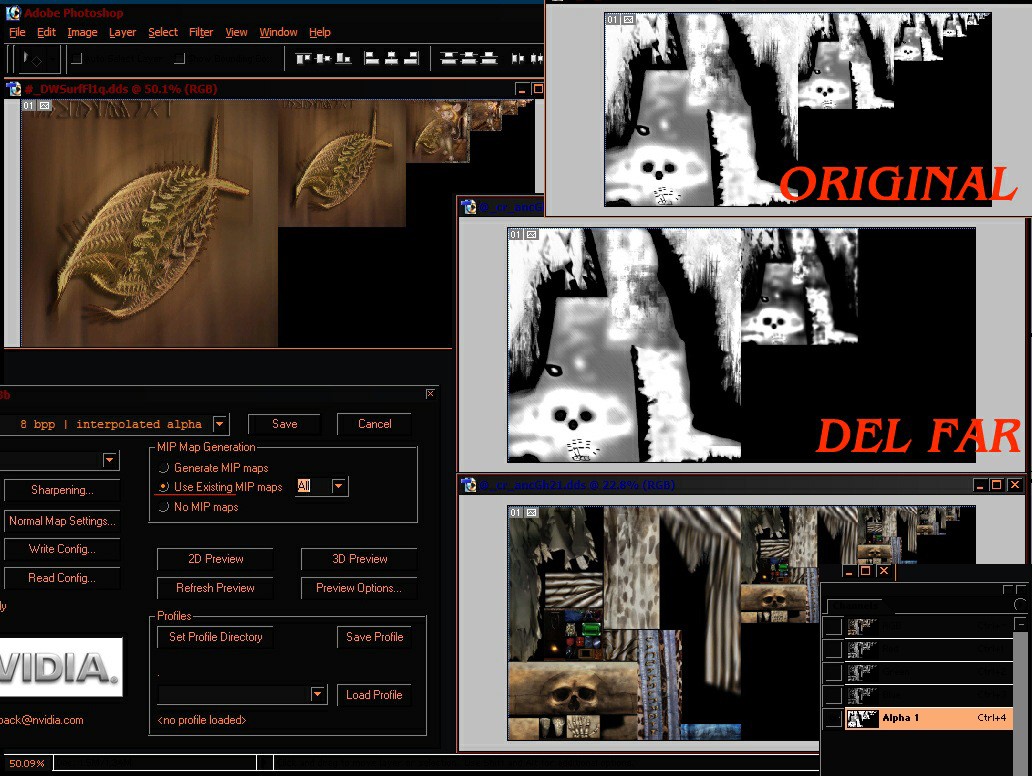 Adobe Photoshop
File Edit Image Layer Select Filter View Window Help
#_DWSurfFl1q.dds @ 50.1% (RGB)
01
01
ORIGINAL
01
DEL FAR
8 bpp | interpolated alpha
Save
Cancel
MIP Map Generation
Generate MIP maps
Use Existing MIP maps
All
No MIP maps
Sharpening...
Normal Map Settings...
Write Config...
Read Config...
2D Preview
3D Preview
Refresh Preview
Preview Options...
Profiles
Set Profile Directory
Save Profile
Load Profile
<no profile loaded>
VIDIA.
back@nvidia.com
@ 22.8% (RGB)
01
Channels
Alpha 1
Ctrl+4
50.09%